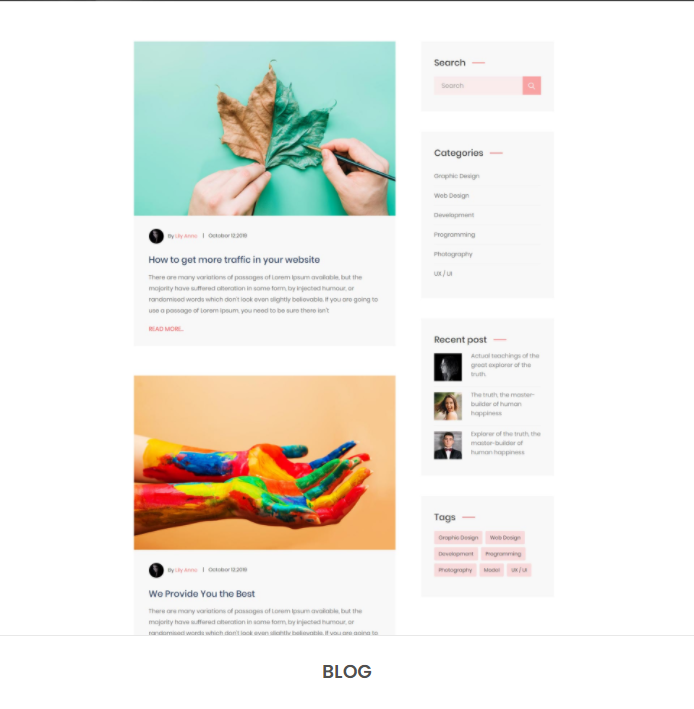 By Lily Anna | October 12,2019
How to get more traffic in your website
There are many variations of passages of Lorem Ipsum available, but the
majority have suffered alteration in some form, by injected humour, or
randomised words which don't look even slightly believable. If you are going to
use a passage of Lorem Ipsum, you need to be sure there isn't
READ MORE..
By Lily Anna | October 12,2019
We Provide You the Best
There are many variations of passages of Lorem Ipsum available, but the
majority have suffered alteration in some form, by injected humour, or
randomised words which don't look even slightly believable. If you are going to
Search
Search
Categories
Graphic Design
Web Design
Development
Programming
Photography
UX / UI
Recent post
Actual teachings of the
great explorer of the
truth.
The truth, the master-
builder of human
happiness
Explorer of the truth, the
master-builder of
human happiness
Tags
Graphic Design Web Design
Development Programming
Photography Model UX / UI
BLOG